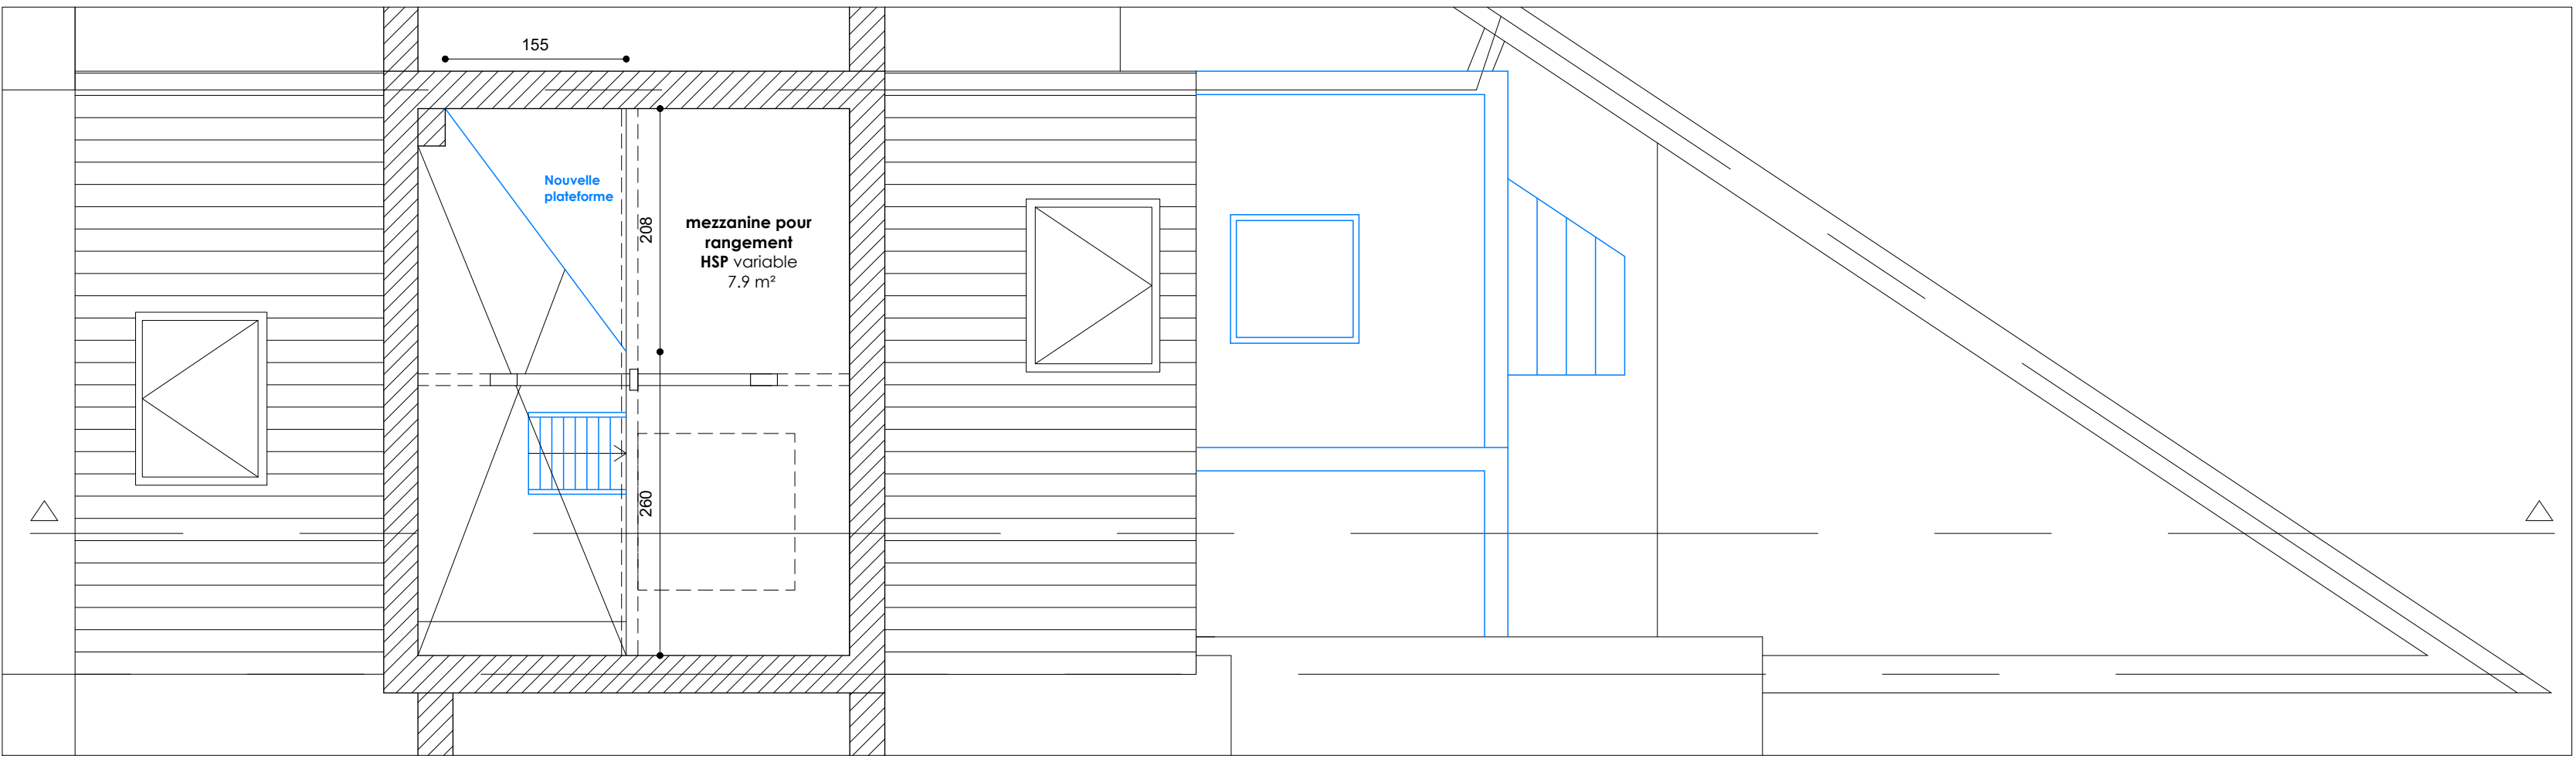 155
Nouvelle
plateforme
208
mezzanine pour
rangement
HSP variable
7.9 m²
260